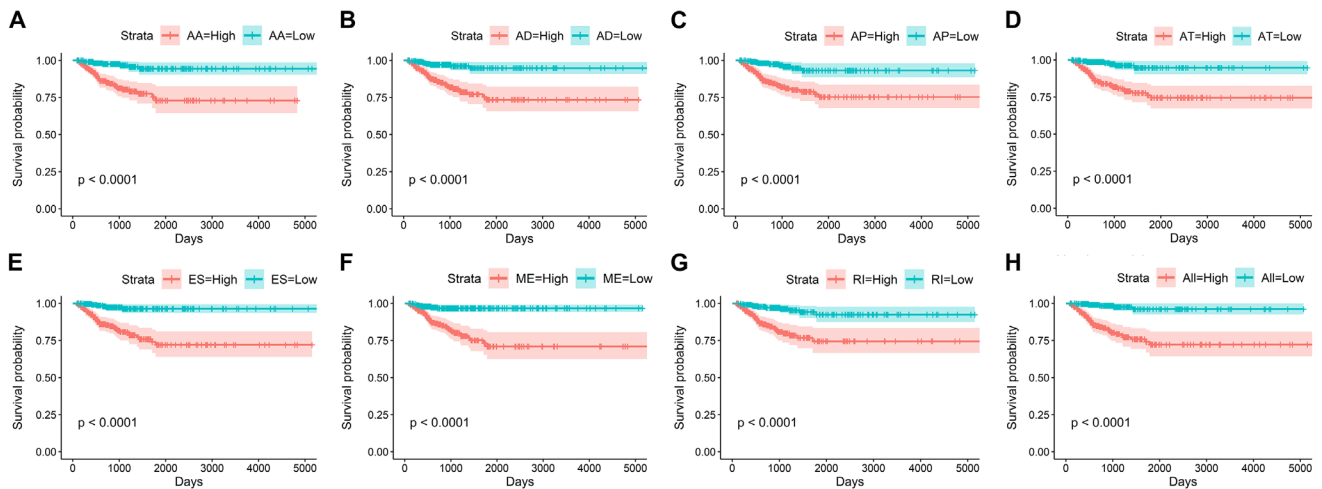 A
Strata AA=High AA=Low
Survival probability
1.00
0.75
0.50
0.25
0.00
p < 0.0001
0 1000 2000 3000 4000 5000
Days
B
Strata AD=High AD=Low
Survival probability
1.00
0.75
0.50
0.25
0.00
p < 0.0001
0 1000 2000 3000 4000 5000
Days
C
Strata AP=High AP=Low
Survival probability
1.00
0.75
0.50
0.25
0.00
p < 0.0001
0 1000 2000 3000 4000 5000
Days
D
Strata AT=High AT=Low
Survival probability
1.00
0.75
0.50
0.25
0.00
p < 0.0001
0 1000 2000 3000 4000 5000
Days
E
Strata ES=High ES=Low
Survival probability
1.00
0.75
0.50
0.25
0.00
p < 0.0001
0 1000 2000 3000 4000 5000
Days
F
Strata ME=High ME=Low
Survival probability
1.00
0.75
0.50
0.25
0.00
p < 0.0001
0 1000 2000 3000 4000 5000
Days
G
Strata RI=High RI=Low
Survival probability
1.00
0.75
0.50
0.25
0.00
p < 0.0001
0 1000 2000 3000 4000 5000
Days
H
Strata All=High All=Low
Survival probability
1.00
0.75
0.50
0.25
0.00
p < 0.0001
0 1000 2000 3000 4000 5000
Days